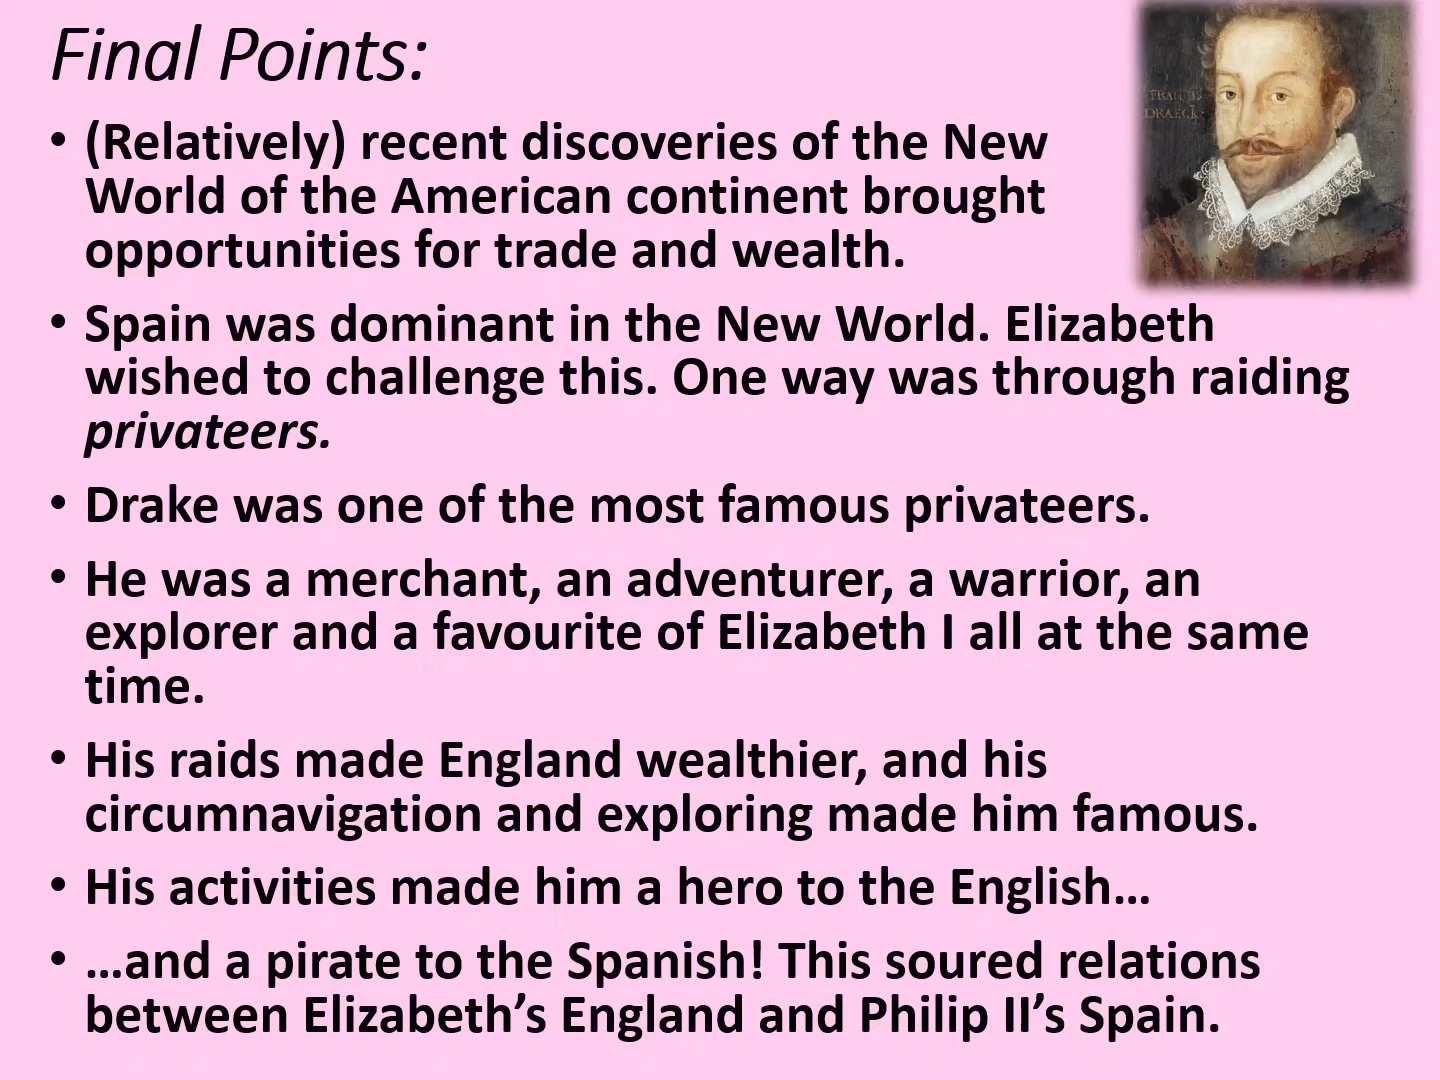 Final Points:
• (Relatively) recent discoveries of the New
World of the American continent brought
opportunities for trade and wealth.
• Spain was dominant in the New World. Elizabeth
wished to challenge this. One way was through raiding
privateers.
• Drake was one of the most famous privateers.
• He was a merchant, an adventurer, a warrior, an
explorer and a favourite of Elizabeth I all at the same
time.
• His raids made England wealthier, and his
circumnavigation and exploring made him famous.
• His activities made him a hero to the English…
• …and a pirate to the Spanish! This soured relations
between Elizabeth’s England and Philip II’s Spain.
DRAECK